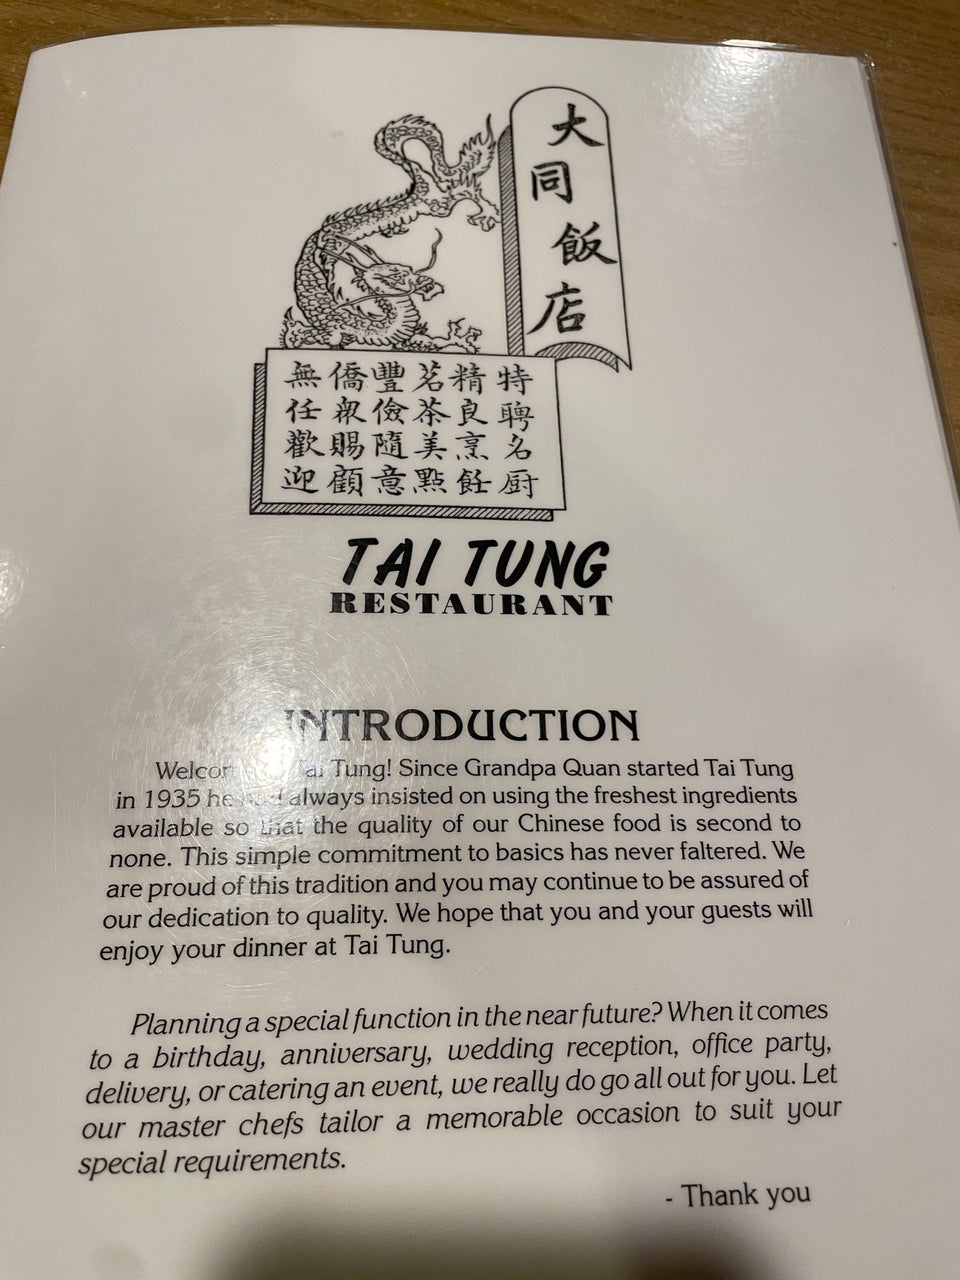 大同飯店
特聘名厨
精良烹飪
茗茶美點
豐儉隨意
僑衆賜顧
無任歡迎
TAI TUNG
RESTAURANT
INTRODUCTION
Tai Tung! Since Grandpa Quan started Tai Tung
in 1935 always insisted on using the freshest ingredients
available so that the quality of our Chinese food is second to
none. This simple commitment to basics has never faltered. We
are proud of this tradition and you may continue to be assured of
our dedication to quality. We hope that you and your guests will
enjoy your dinner at Tai Tung.
Planning a special function in the near future? When it comes
to a birthday, anniversary, wedding reception, office party,
delivery, or catering an event, we really do go all out for you. Let
our master chefs tailor a memorable occasion to suit your
special requirements.
- Thank you